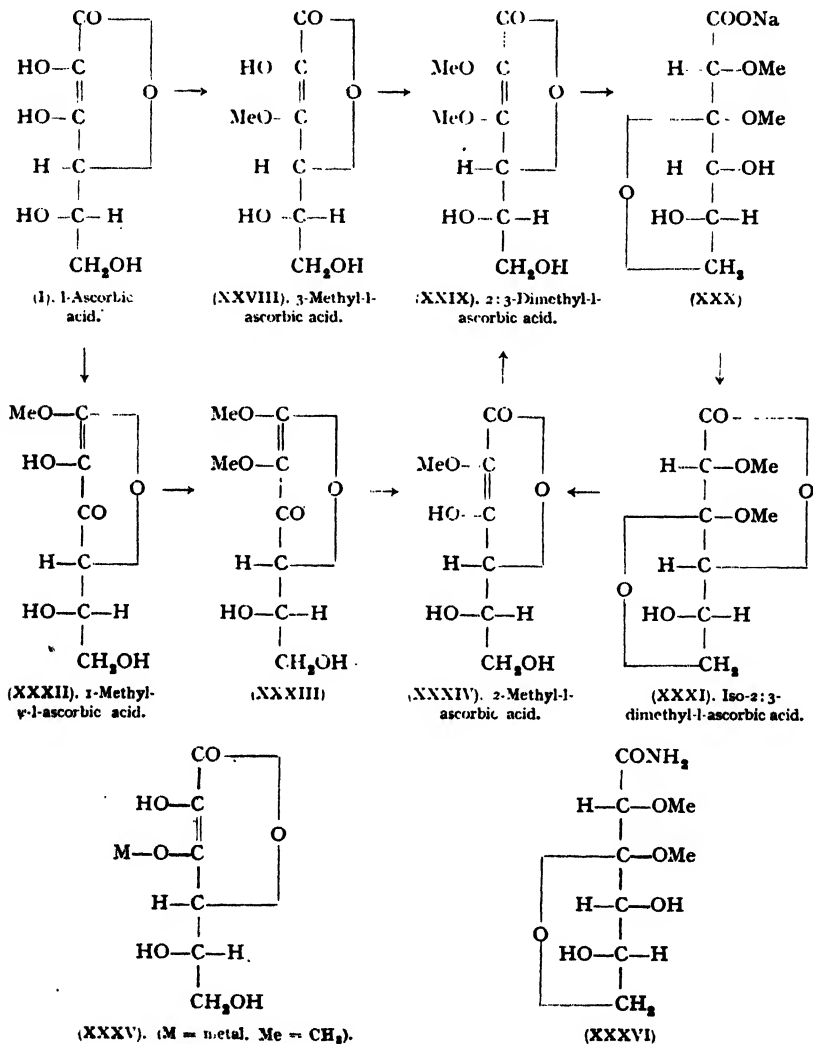 CO CO CO COONa
HO—C HO C MeO C H C—OMe
O O O
HO—C MeO—C MeO—C C—OMe
H—C H C H—C H C—OH
O
HO—C—H HO—C—H HO—C—H HO—C—H
CH₂OH CH₂OH CH₂OH CH₂
(I). l-Ascorbic acid.
(XXVIII). 3-Methyl-l-ascorbic acid.
(XXIX). 2:3-Dimethyl-l-ascorbic acid.
(XXX)
MeO—C MeO—C CO CO
HO—C MeO—C MeO—C H—C—OMe
O O O O
CO CO HO—C C—OMe
H—C H—C H—C H—C
O
HO—C—H HO—C—H HO—C—H HO—C—H
CH₂OH CH₂OH CH₂OH CH₂
(XXXII). 1-Methyl-ψ-l-ascorbic acid.
(XXXIII)
(XXXIV). 2-Methyl-l-ascorbic acid.
(XXXI). Iso-2:3-dimethyl-l-ascorbic acid.
CO CONH₂
HO—C H—C—OMe
O
M—O—C C—OMe
H—C H—C—OH
O
HO—C—H HO—C—H
CH₂OH CH₂
(XXXV). (M = metal. Me = CH₃).
(XXXVI)